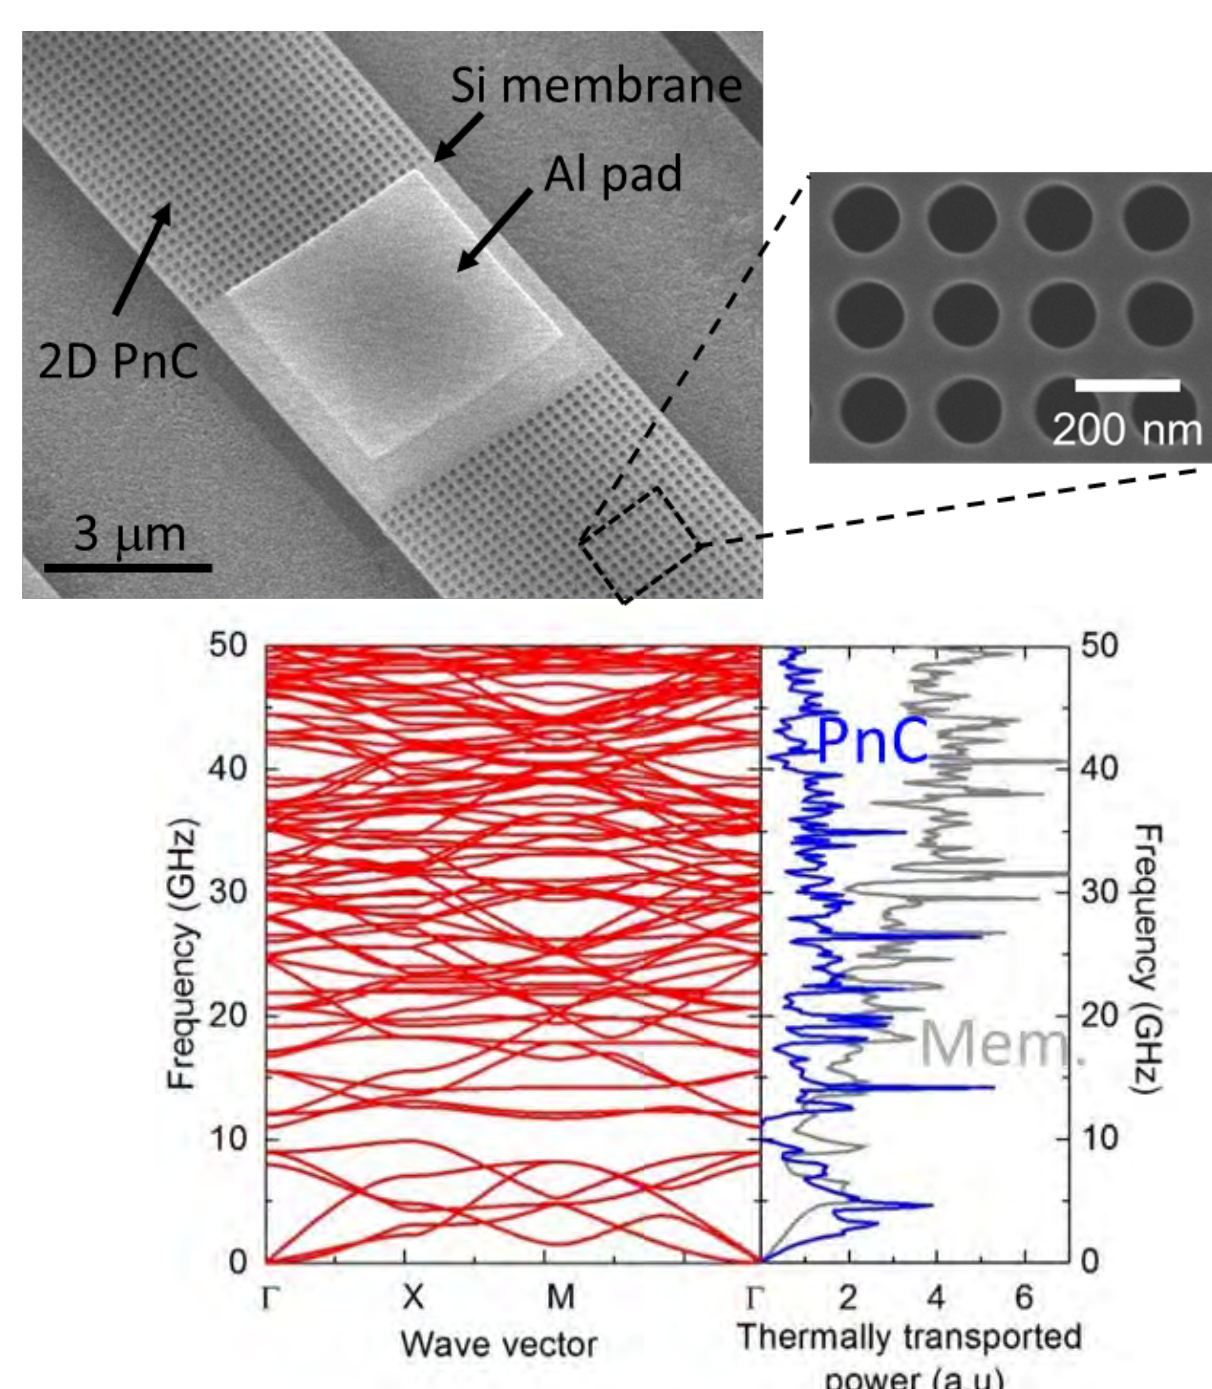 Si membrane
Al pad
2D PnC
3 μm
200 nm
50
40
30
20
10
0
Frequency (GHz)
Γ X M Γ
Wave vector
PnC
Mem.
2 4 6
Thermally transported
power (a.u)
50
40
30
20
10
0
Frequency (GHz)